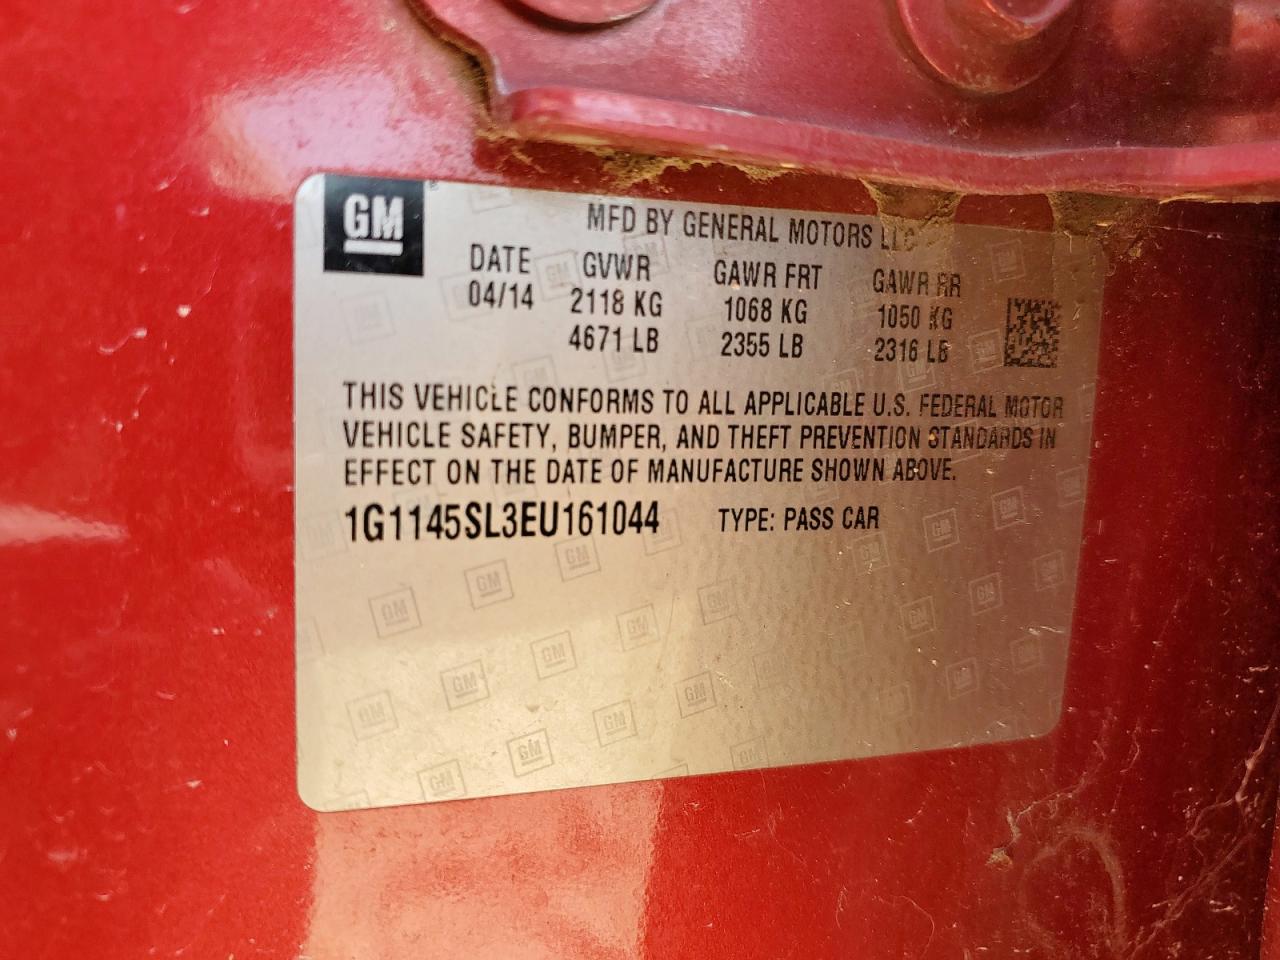 GM
MFD BY GENERAL MOTORS LLC
DATE GVWR GAWR FRT GAWR RR
04/14 2118 KG 1068 KG 1050 KG
4671 LB 2355 LB 2316 LB
THIS VEHICLE CONFORMS TO ALL APPLICABLE U.S. FEDERAL MOTOR
VEHICLE SAFETY, BUMPER, AND THEFT PREVENTION STANDARDS IN
EFFECT ON THE DATE OF MANUFACTURE SHOWN ABOVE.
1G1145SL3EU161044 TYPE: PASS CAR